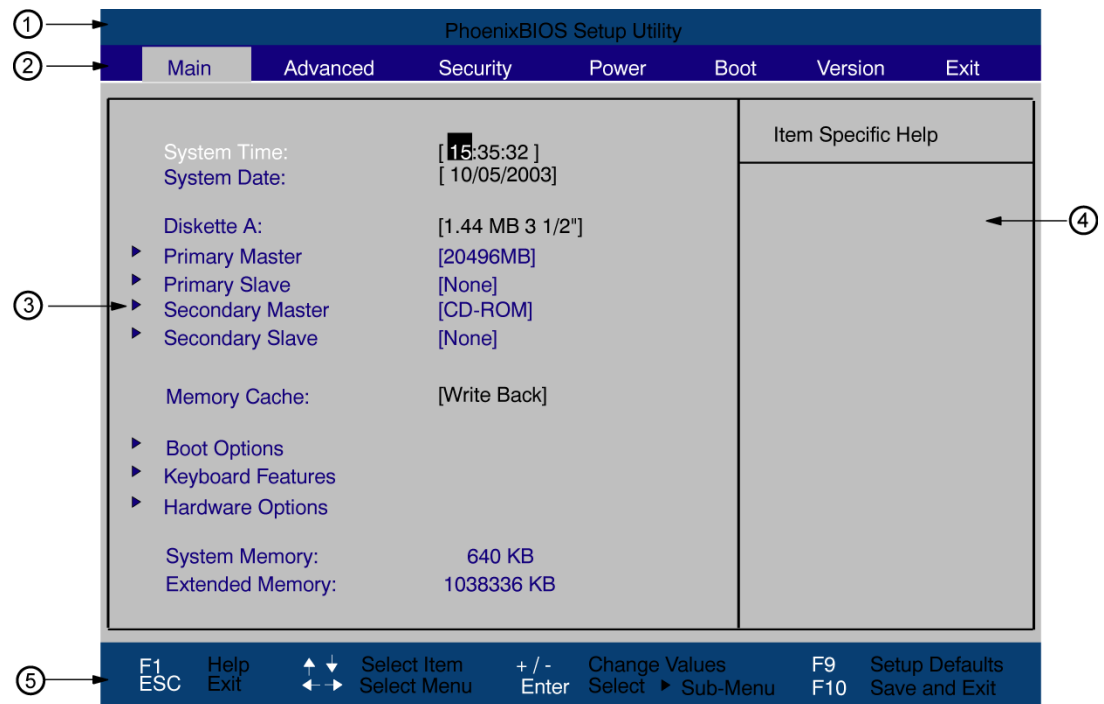 ① PhoenixBIOS Setup Utility
② Main Advanced Security Power Boot Version Exit
Item Specific Help
System Time: [ 15:35:32 ]
System Date: [ 10/05/2003]
④
Diskette A: [1.44 MB 3 1/2"]
Primary Master [20496MB]
Primary Slave [None]
③ Secondary Master [CD-ROM]
Secondary Slave [None]
Memory Cache: [Write Back]
Boot Options
Keyboard Features
Hardware Options
System Memory: 640 KB
Extended Memory: 1038336 KB
F1 Help Select Item + / - Change Values F9 Setup Defaults
⑤ ESC Exit Select Menu Enter Select Sub-Menu F10 Save and Exit